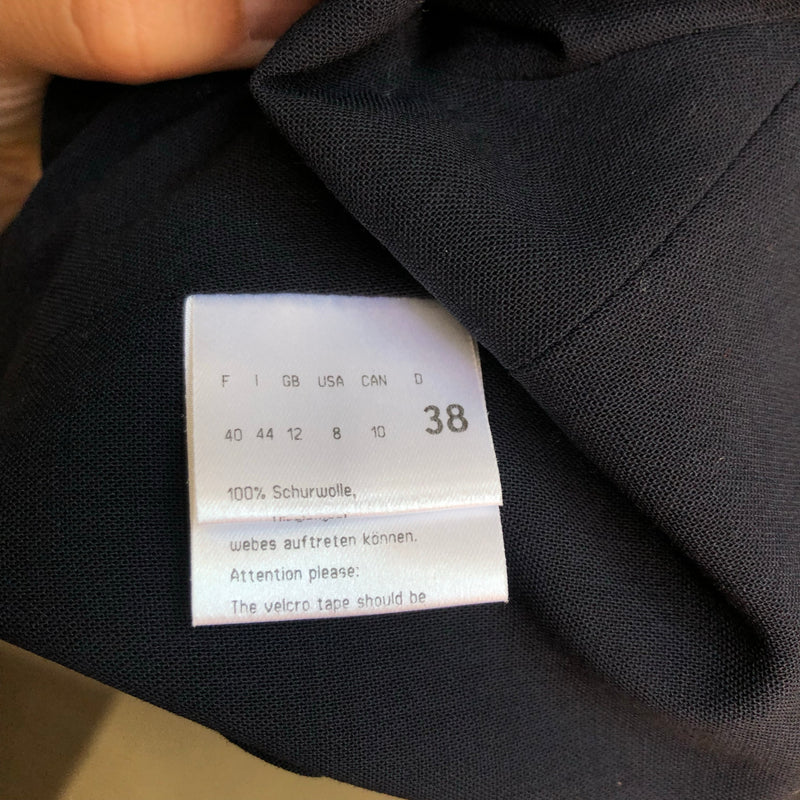 F I GB USA CAN D
40 44 12 8 10 38
100% Schurwolle,
webes auftreten können.
Attention please:
The velcro tape should be